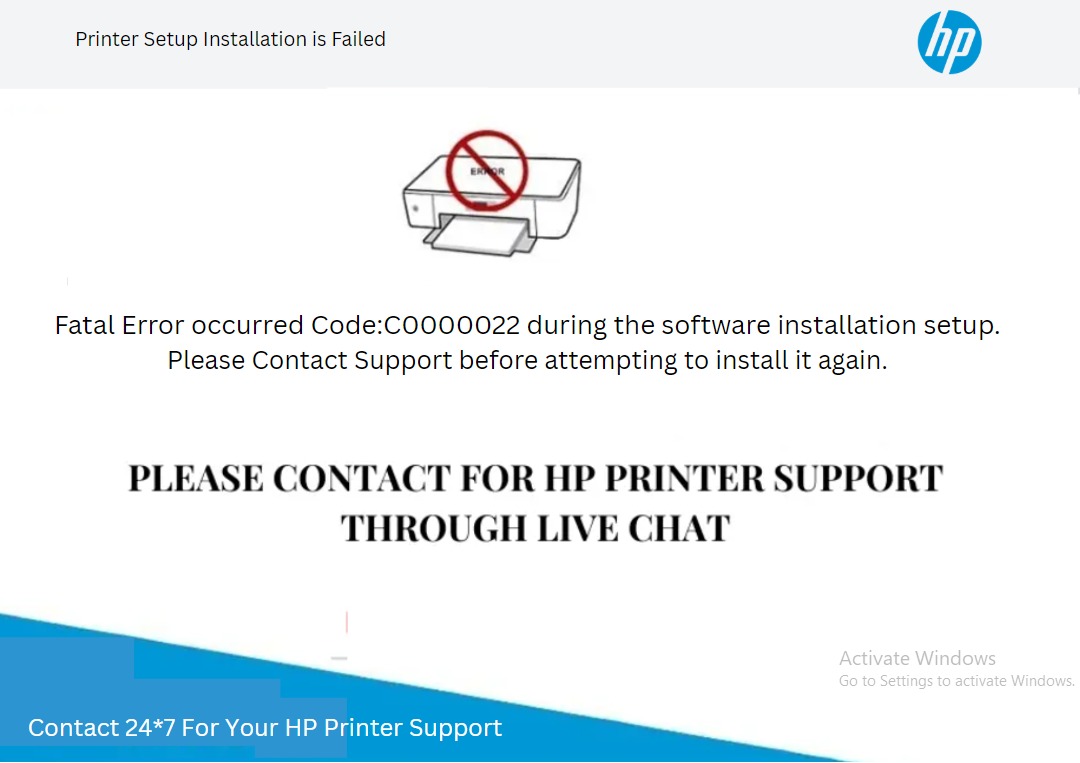 Printer Setup Installation is Failed
hp
ERROR
Fatal Error occurred Code:C0000022 during the software installation setup.
Please Contact Support before attempting to install it again.
PLEASE CONTACT FOR HP PRINTER SUPPORT
THROUGH LIVE CHAT
Activate Windows
Go to Settings to activate Windows.
Contact 24*7 For Your HP Printer Support